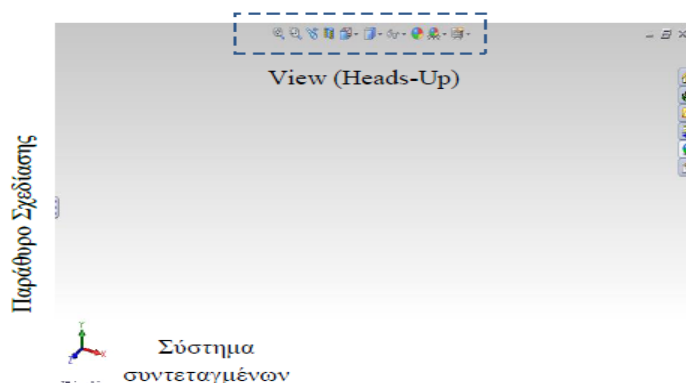 View (Heads-Up)
Παράθυρο Σχεδίασης
Y
X
Z
Σύστημα
συντεταγμένων